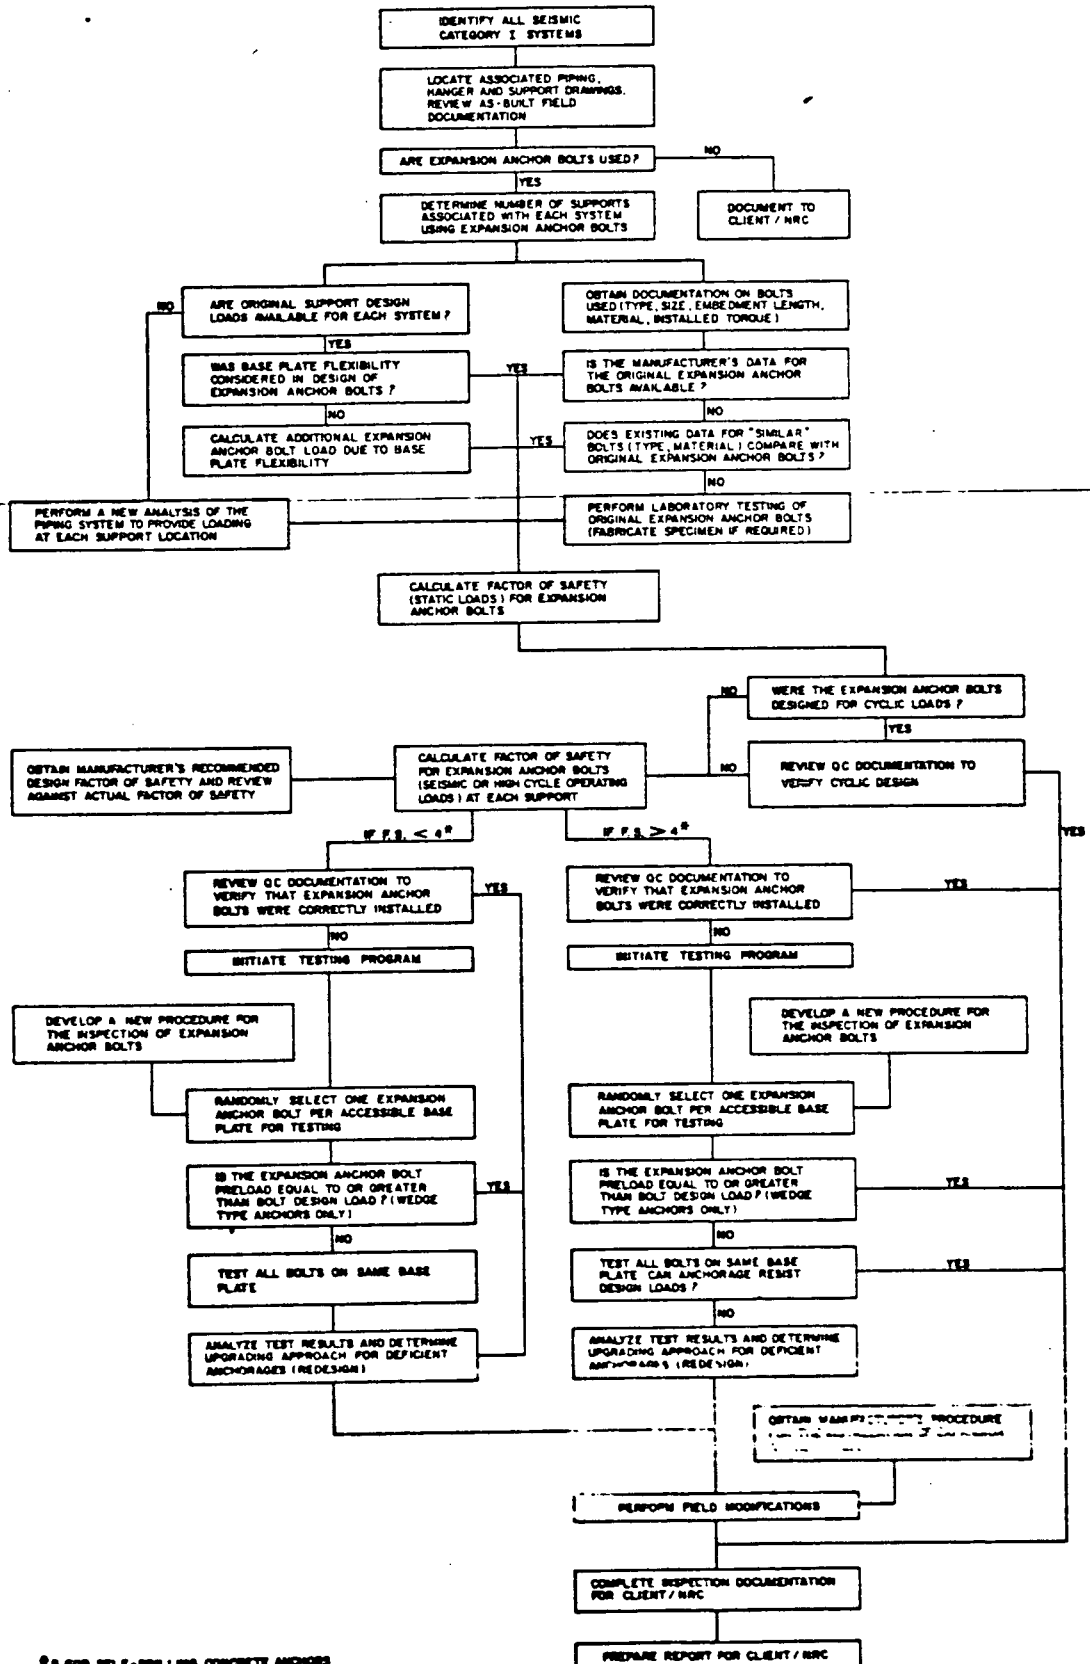 IDENTIFY ALL SEISMIC
CATEGORY I SYSTEMS
LOCATE ASSOCIATED PIPING,
HANGER AND SUPPORT DRAWINGS,
REVIEW AS-BUILT FIELD
DOCUMENTATION
ARE EXPANSION ANCHOR BOLTS USED?
NO
YES
DETERMINE NUMBER OF SUPPORTS
ASSOCIATED WITH EACH SYSTEM
USING EXPANSION ANCHOR BOLTS
DOCUMENT TO
CLIENT / NRC
NO
ARE ORIGINAL SUPPORT DESIGN
LOADS AVAILABLE FOR EACH SYSTEM?
OBTAIN DOCUMENTATION ON BOLTS
USED (TYPE, SIZE, EMBEDMENT LENGTH,
MATERIAL, INSTALLED TORQUE)
YES
WAS BASE PLATE FLEXIBILITY
CONSIDERED IN DESIGN OF
EXPANSION ANCHOR BOLTS?
YES
IS THE MANUFACTURER'S DATA FOR
THE ORIGINAL EXPANSION ANCHOR
BOLTS AVAILABLE?
NO
NO
CALCULATE ADDITIONAL EXPANSION
ANCHOR BOLT LOAD DUE TO BASE
PLATE FLEXIBILITY
YES
DOES EXISTING DATA FOR "SIMILAR"
BOLTS (TYPE, MATERIAL) COMPARE WITH
ORIGINAL EXPANSION ANCHOR BOLTS?
NO
PERFORM A NEW ANALYSIS OF THE
PIPING SYSTEM TO PROVIDE LOADING
AT EACH SUPPORT LOCATION
PERFORM LABORATORY TESTING OF
ORIGINAL EXPANSION ANCHOR BOLTS
(FABRICATE SPECIMEN IF REQUIRED)
CALCULATE FACTOR OF SAFETY
(STATIC LOADS) FOR EXPANSION
ANCHOR BOLTS
NO
WERE THE EXPANSION ANCHOR BOLTS
DESIGNED FOR CYCLIC LOADS?
YES
OBTAIN MANUFACTURER'S RECOMMENDED
DESIGN FACTOR OF SAFETY AND REVIEW
AGAINST ACTUAL FACTOR OF SAFETY
CALCULATE FACTOR OF SAFETY
FOR EXPANSION ANCHOR BOLTS
(SEISMIC OR HIGH CYCLE OPERATING
LOADS) AT EACH SUPPORT
NO
REVIEW QC DOCUMENTATION TO
VERIFY CYCLIC DESIGN
YES
IF F.S. < 4*
IF F.S. > 4*
REVIEW QC DOCUMENTATION TO
VERIFY THAT EXPANSION ANCHOR
BOLTS WERE CORRECTLY INSTALLED
YES
REVIEW QC DOCUMENTATION TO
VERIFY THAT EXPANSION ANCHOR
BOLTS WERE CORRECTLY INSTALLED
YES
NO
NO
INITIATE TESTING PROGRAM
INITIATE TESTING PROGRAM
DEVELOP A NEW PROCEDURE FOR
THE INSPECTION OF EXPANSION
ANCHOR BOLTS
DEVELOP A NEW PROCEDURE FOR
THE INSPECTION OF EXPANSION
ANCHOR BOLTS
RANDOMLY SELECT ONE EXPANSION
ANCHOR BOLT PER ACCESSIBLE BASE
PLATE FOR TESTING
RANDOMLY SELECT ONE EXPANSION
ANCHOR BOLT PER ACCESSIBLE BASE
PLATE FOR TESTING
IS THE EXPANSION ANCHOR BOLT
PRELOAD EQUAL TO OR GREATER
THAN BOLT DESIGN LOAD? (WEDGE
TYPE ANCHORS ONLY)
YES
IS THE EXPANSION ANCHOR BOLT
PRELOAD EQUAL TO OR GREATER
THAN BOLT DESIGN LOAD? (WEDGE
TYPE ANCHORS ONLY)
YES
NO
NO
TEST ALL BOLTS ON SAME BASE
PLATE
TEST ALL BOLTS ON SAME BASE
PLATE CAN ANCHORAGE RESIST
DESIGN LOADS?
YES
NO
ANALYZE TEST RESULTS AND DETERMINE
UPGRADING APPROACH FOR DEFICIENT
ANCHORAGES (REDESIGN)
ANALYZE TEST RESULTS AND DETERMINE
UPGRADING APPROACH FOR DEFICIENT
ANCHORAGES (REDESIGN)
OBTAIN MANUFACTURER'S PROCEDURE
PERFORM FIELD MODIFICATIONS
COMPLETE INSPECTION DOCUMENTATION
FOR CLIENT / NRC
PREPARE REPORT FOR CLIENT / NRC
FOR SELF-DRILLING CONCRETE ANCHORS